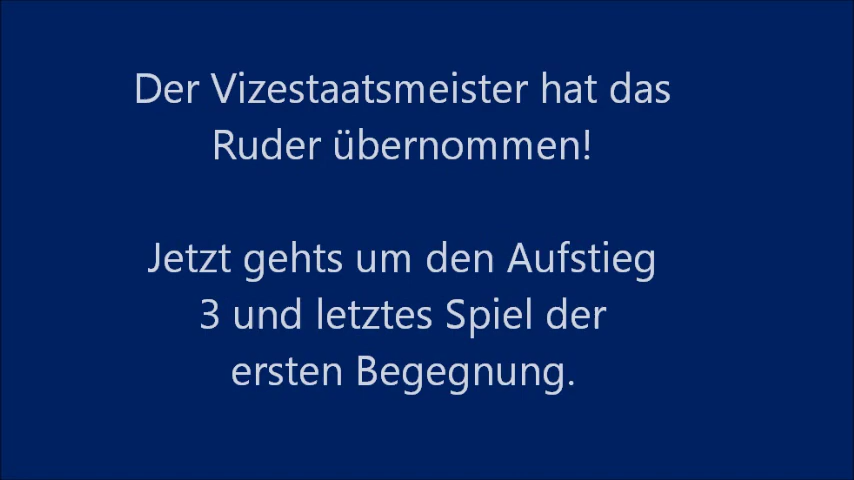 Der Vizestaatsmeister hat das
Ruder übernommen!
Jetzt gehts um den Aufstieg
3 und letztes Spiel der
ersten Begegnung.